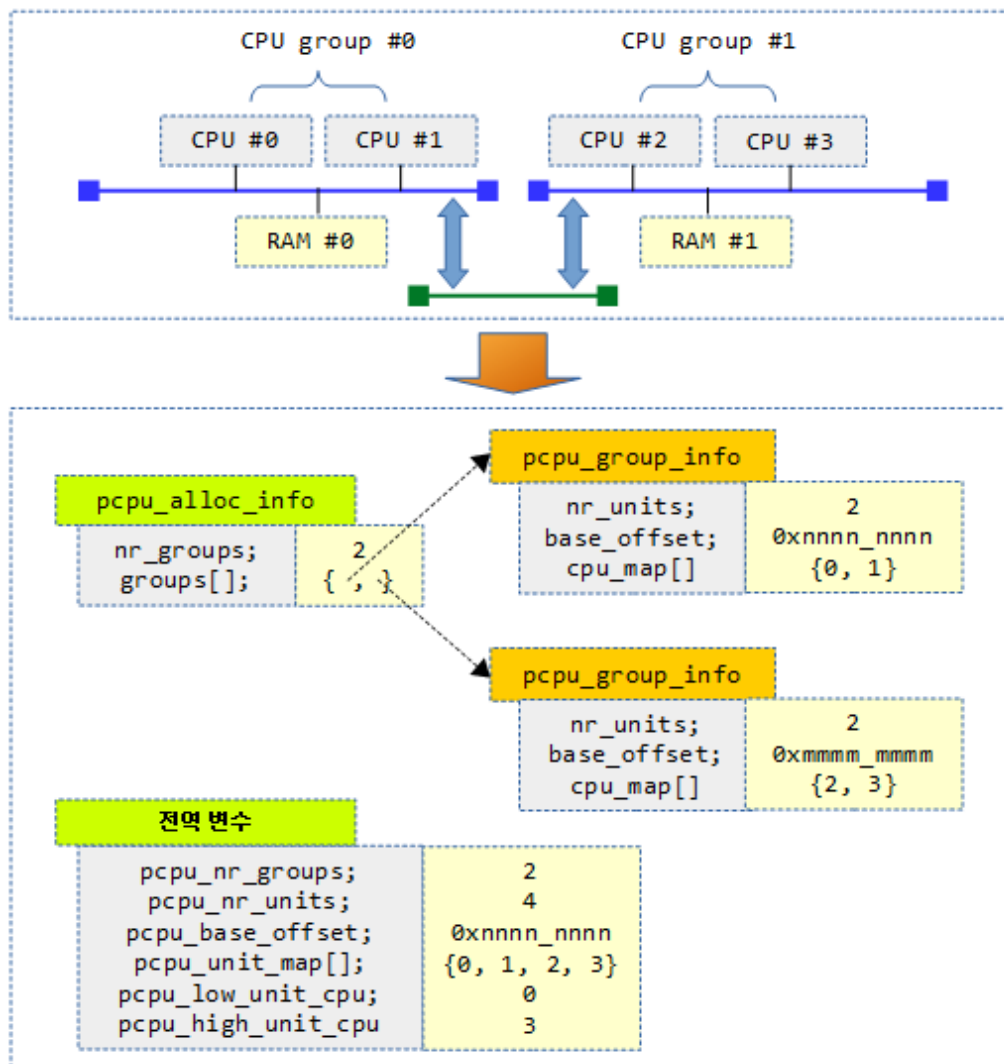 CPU group #0 CPU group #1
CPU #0 CPU #1 CPU #2 CPU #3
RAM #0 RAM #1
pcpu_group_info
pcpu_alloc_info
nr_units; 2
base_offset; 0xnnnn_nnnn
cpu_map[] {0, 1}
nr_groups; 2
groups[]; { , }
pcpu_group_info
nr_units; 2
base_offset; 0xmmmm_mmmm
cpu_map[] {2, 3}
전역 변수
pcpu_nr_groups; 2
pcpu_nr_units; 4
pcpu_base_offset; 0xnnnn_nnnn
pcpu_unit_map[]; {0, 1, 2, 3}
pcpu_low_unit_cpu; 0
pcpu_high_unit_cpu 3